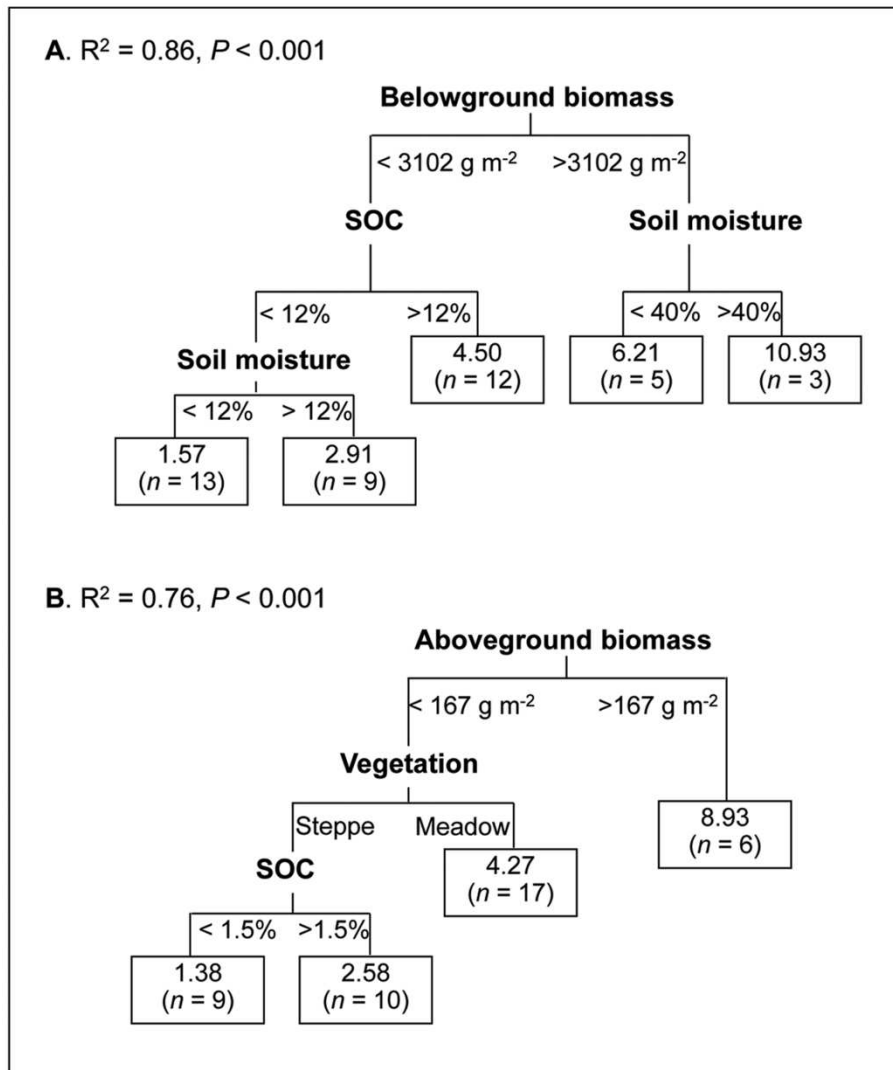 A. R² = 0.86, P < 0.001
Belowground biomass
< 3102 g m⁻² >3102 g m⁻²
SOC Soil moisture
< 12% >12% < 40% >40%
Soil moisture 4.50 6.21 10.93
(n = 12) (n = 5) (n = 3)
< 12% > 12%
1.57 2.91
(n = 13) (n = 9)
B. R² = 0.76, P < 0.001
Aboveground biomass
< 167 g m⁻² >167 g m⁻²
Vegetation
Steppe Meadow 8.93
(n = 6)
SOC 4.27
(n = 17)
< 1.5% >1.5%
1.38 2.58
(n = 9) (n = 10)